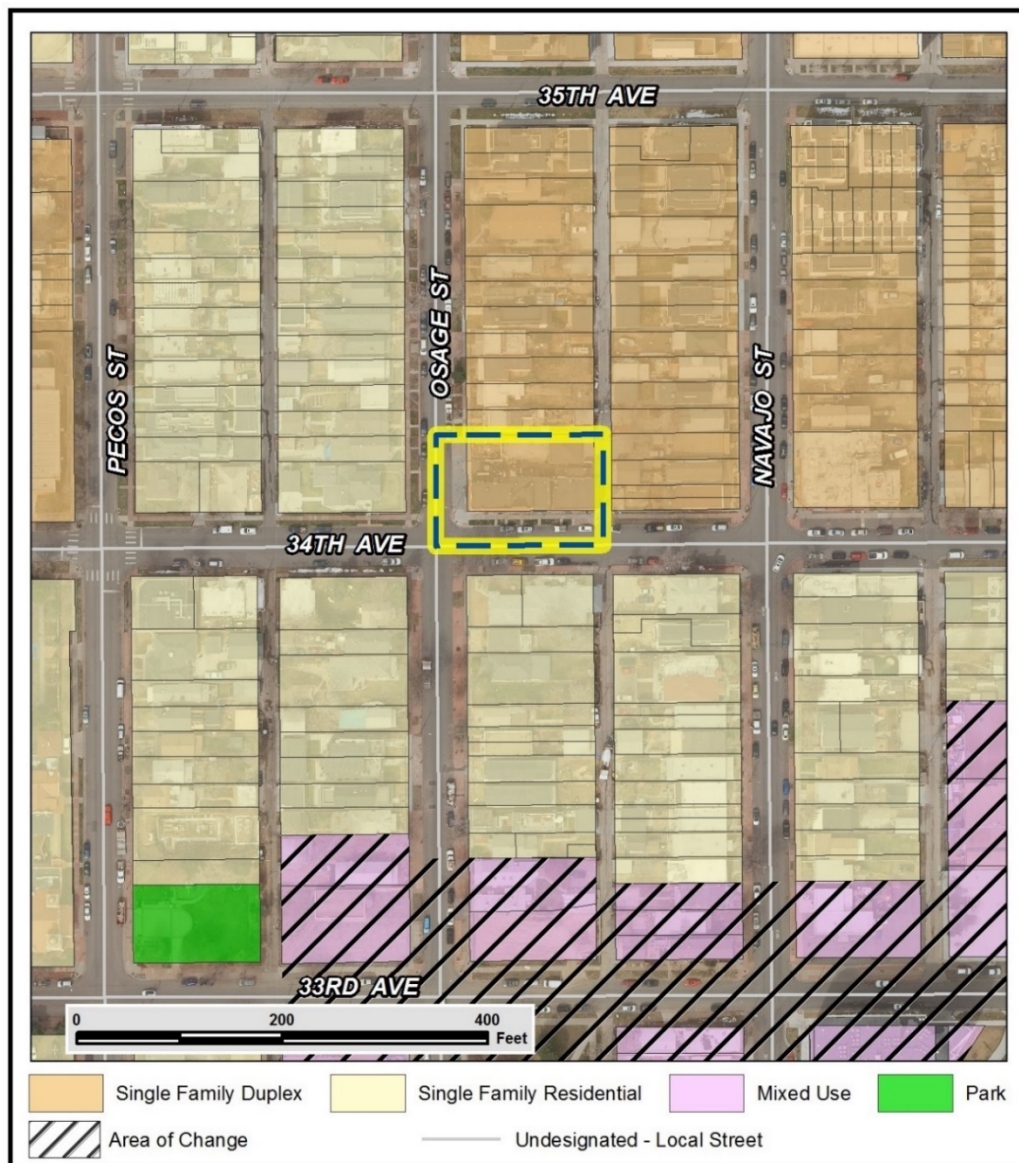 35TH AVE
PECOS ST
OSAGE ST
NAVAJO ST
34TH AVE
33RD AVE
0 200 400
Feet
Single Family Duplex Single Family Residential Mixed Use Park
Area of Change Undesignated - Local Street